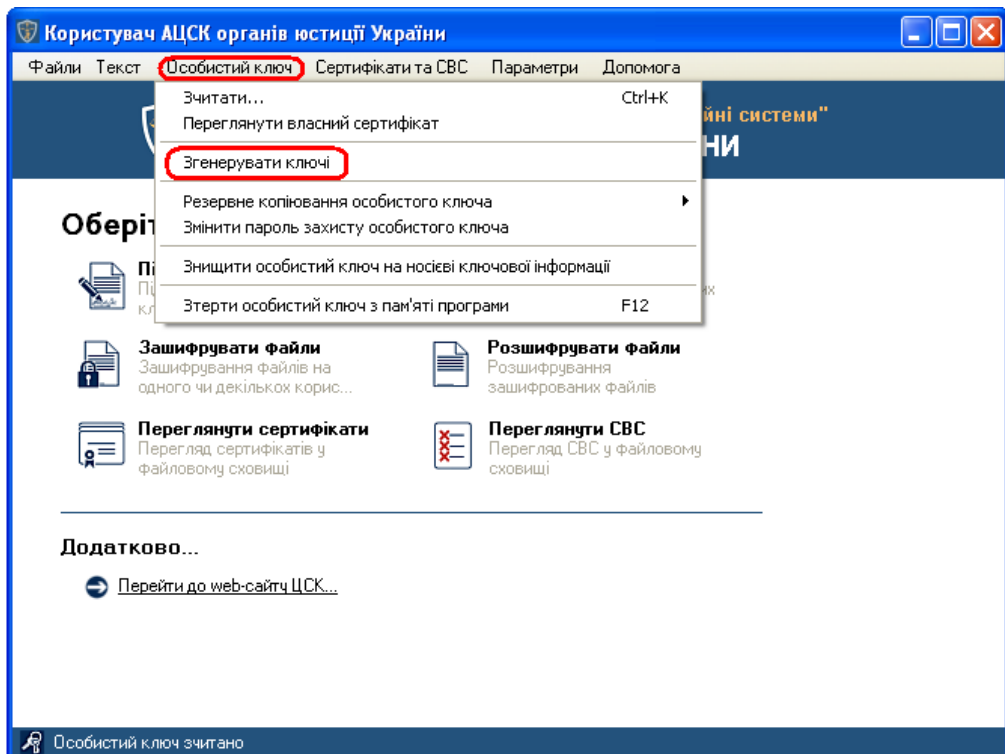 Користувач АЦСК органів юстиції України
Файли Текст Особистий ключ Сертифікати та СВС Параметри Допомога
Зчитати... Ctrl+K
Переглянути власний сертифікат
йні системи"
НИ
Згенерувати ключі
Резервне копіювання особистого ключа
Змінити пароль захисту особистого ключа
Знищити особистий ключ на носієві ключової інформації
Зтерти особистий ключ з пам'яті програми F12
Зашифрувати файли
Зашифрування файлів на
одного чи декількох корис...
Розшифрувати файли
Розшифрування
зашифрованих файлів
Переглянути сертифікати
Перегляд сертифікатів у
файловому сховищі
Переглянути СВС
Перегляд СВС у файловому
сховищі
Додатково...
Перейти до web-сайту ЦСК...
Особистий ключ зчитано